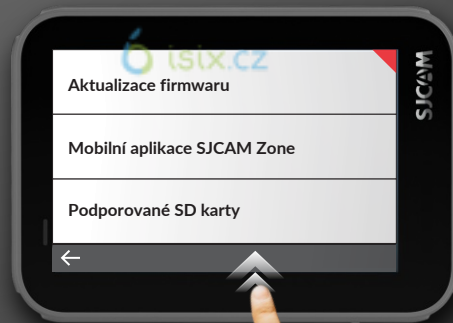 isix.cz
Aktualizace firmwaru
Mobilní aplikace SJCAM Zone
Podporované SD karty
SJCAM